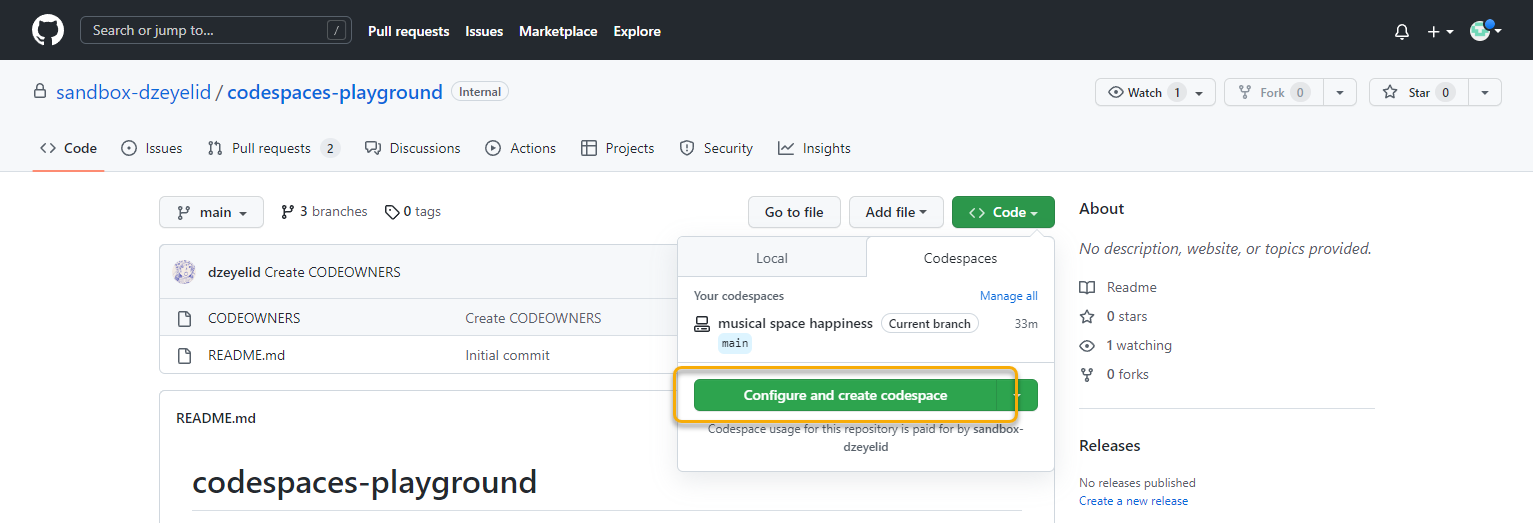 Search or jump to... /
Pull requests Issues Marketplace Explore
sandbox-dzeyelid / codespaces-playground Internal
Watch 1 Fork 0 Star 0
Code Issues Pull requests 2 Discussions Actions Projects Security Insights
main 3 branches 0 tags
Go to file Add file Code
Local Codespaces
Your codespaces Manage all
musical space happiness Current branch 33m
main
Configure and create codespace
Codespace usage for this repository is paid for by sandbox-
dzeyelid
dzeyelid Create CODEOWNERS
CODEOWNERS Create CODEOWNERS
README.md Initial commit
README.md
codespaces-playground
About
No description, website, or topics provided.
Readme
0 stars
1 watching
0 forks
Releases
No releases published
Create a new release